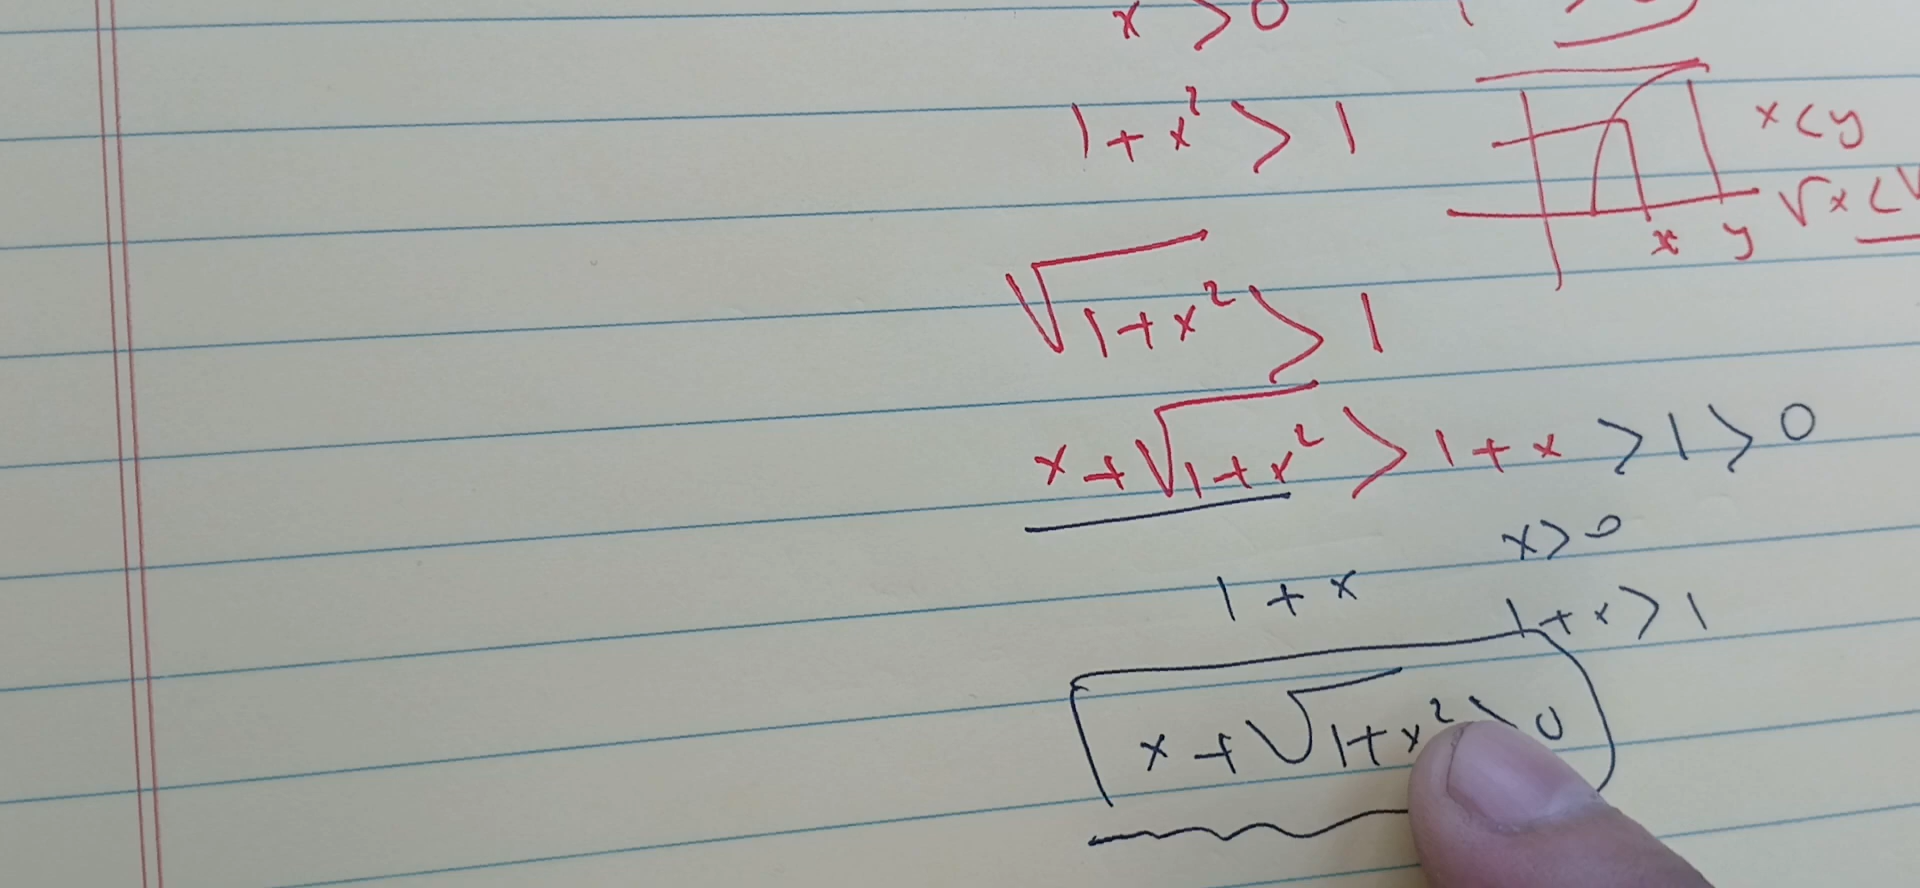 x > 0
1 + x² > 1
x < y
√x < √
x y
√1 + x² > 1
x + √1 + x² > 1 + x > 1 > 0
x > 0
1 + x
1 + x > 1
x + √1 + x² > 0